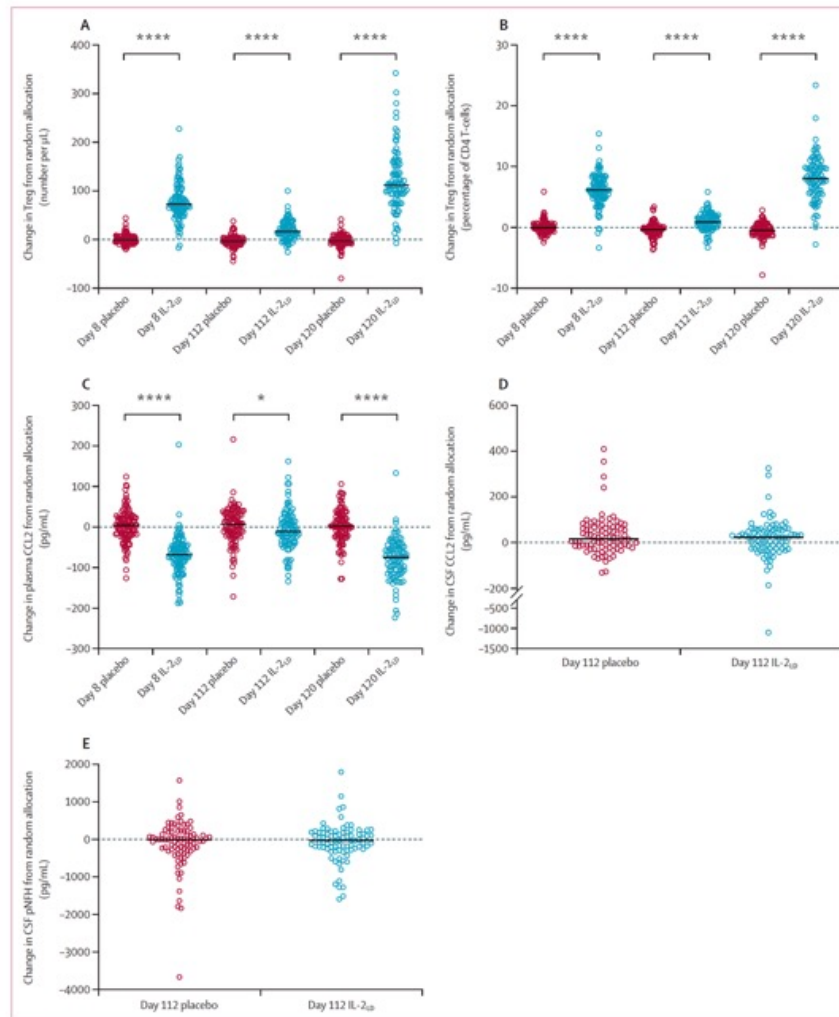 A
Change in Treg from random allocation
(number per µL)
400
300
200
100
0
–100
****
****
****
Day 8 placebo
Day 8 IL-2LD
Day 112 placebo
Day 112 IL-2LD
Day 120 placebo
Day 120 IL-2LD
B
Change in Treg from random allocation
(percentage of CD4 T-cells)
30
20
10
0
–10
****
****
****
Day 8 placebo
Day 8 IL-2LD
Day 112 placebo
Day 112 IL-2LD
Day 120 placebo
Day 120 IL-2LD
C
Change in plasma CCL2 from random allocation
(pg/mL)
300
200
100
0
–100
–200
–300
****
*
****
Day 8 placebo
Day 8 IL-2LD
Day 112 placebo
Day 112 IL-2LD
Day 120 placebo
Day 120 IL-2LD
D
Change in CSF CCL2 from random allocation
(pg/mL)
600
400
200
0
–200
–500
–1000
–1500
Day 112 placebo
Day 112 IL-2LD
E
Change in CSF pNFH from random allocation
(pg/mL)
2000
1000
0
–1000
–2000
–3000
–4000
Day 112 placebo
Day 112 IL-2LD